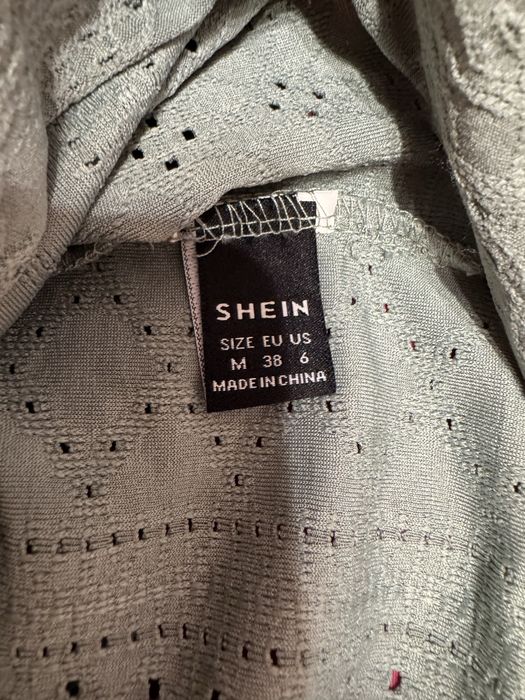 SHEIN
SIZE EU US
M 38 6
MADE IN CHINA